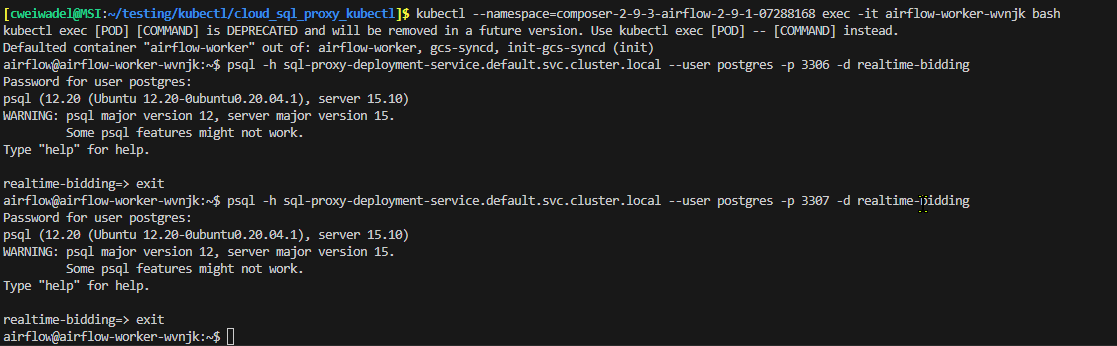 [cweiwadel@MSI:~/testing/kubectl/cloud_sql_proxy_kubectl]$ kubectl --namespace=composer-2-9-3-airflow-2-9-1-07288168 exec -it airflow-worker-wvnjk bash
kubectl exec [POD] [COMMAND] is DEPRECATED and will be removed in a future version. Use kubectl exec [POD] -- [COMMAND] instead.
Defaulted container "airflow-worker" out of: airflow-worker, gcs-syncd, init-gcs-syncd (init)
airflow@airflow-worker-wvnjk:~$ psql -h sql-proxy-deployment-service.default.svc.cluster.local --user postgres -p 3306 -d realtime-bidding
Password for user postgres:
psql (12.20 (Ubuntu 12.20-0ubuntu0.20.04.1), server 15.10)
WARNING: psql major version 12, server major version 15.
         Some psql features might not work.
Type "help" for help.

realtime-bidding=> exit
airflow@airflow-worker-wvnjk:~$ psql -h sql-proxy-deployment-service.default.svc.cluster.local --user postgres -p 3307 -d realtime-bidding
Password for user postgres:
psql (12.20 (Ubuntu 12.20-0ubuntu0.20.04.1), server 15.10)
WARNING: psql major version 12, server major version 15.
         Some psql features might not work.
Type "help" for help.

realtime-bidding=> exit
airflow@airflow-worker-wvnjk:~$